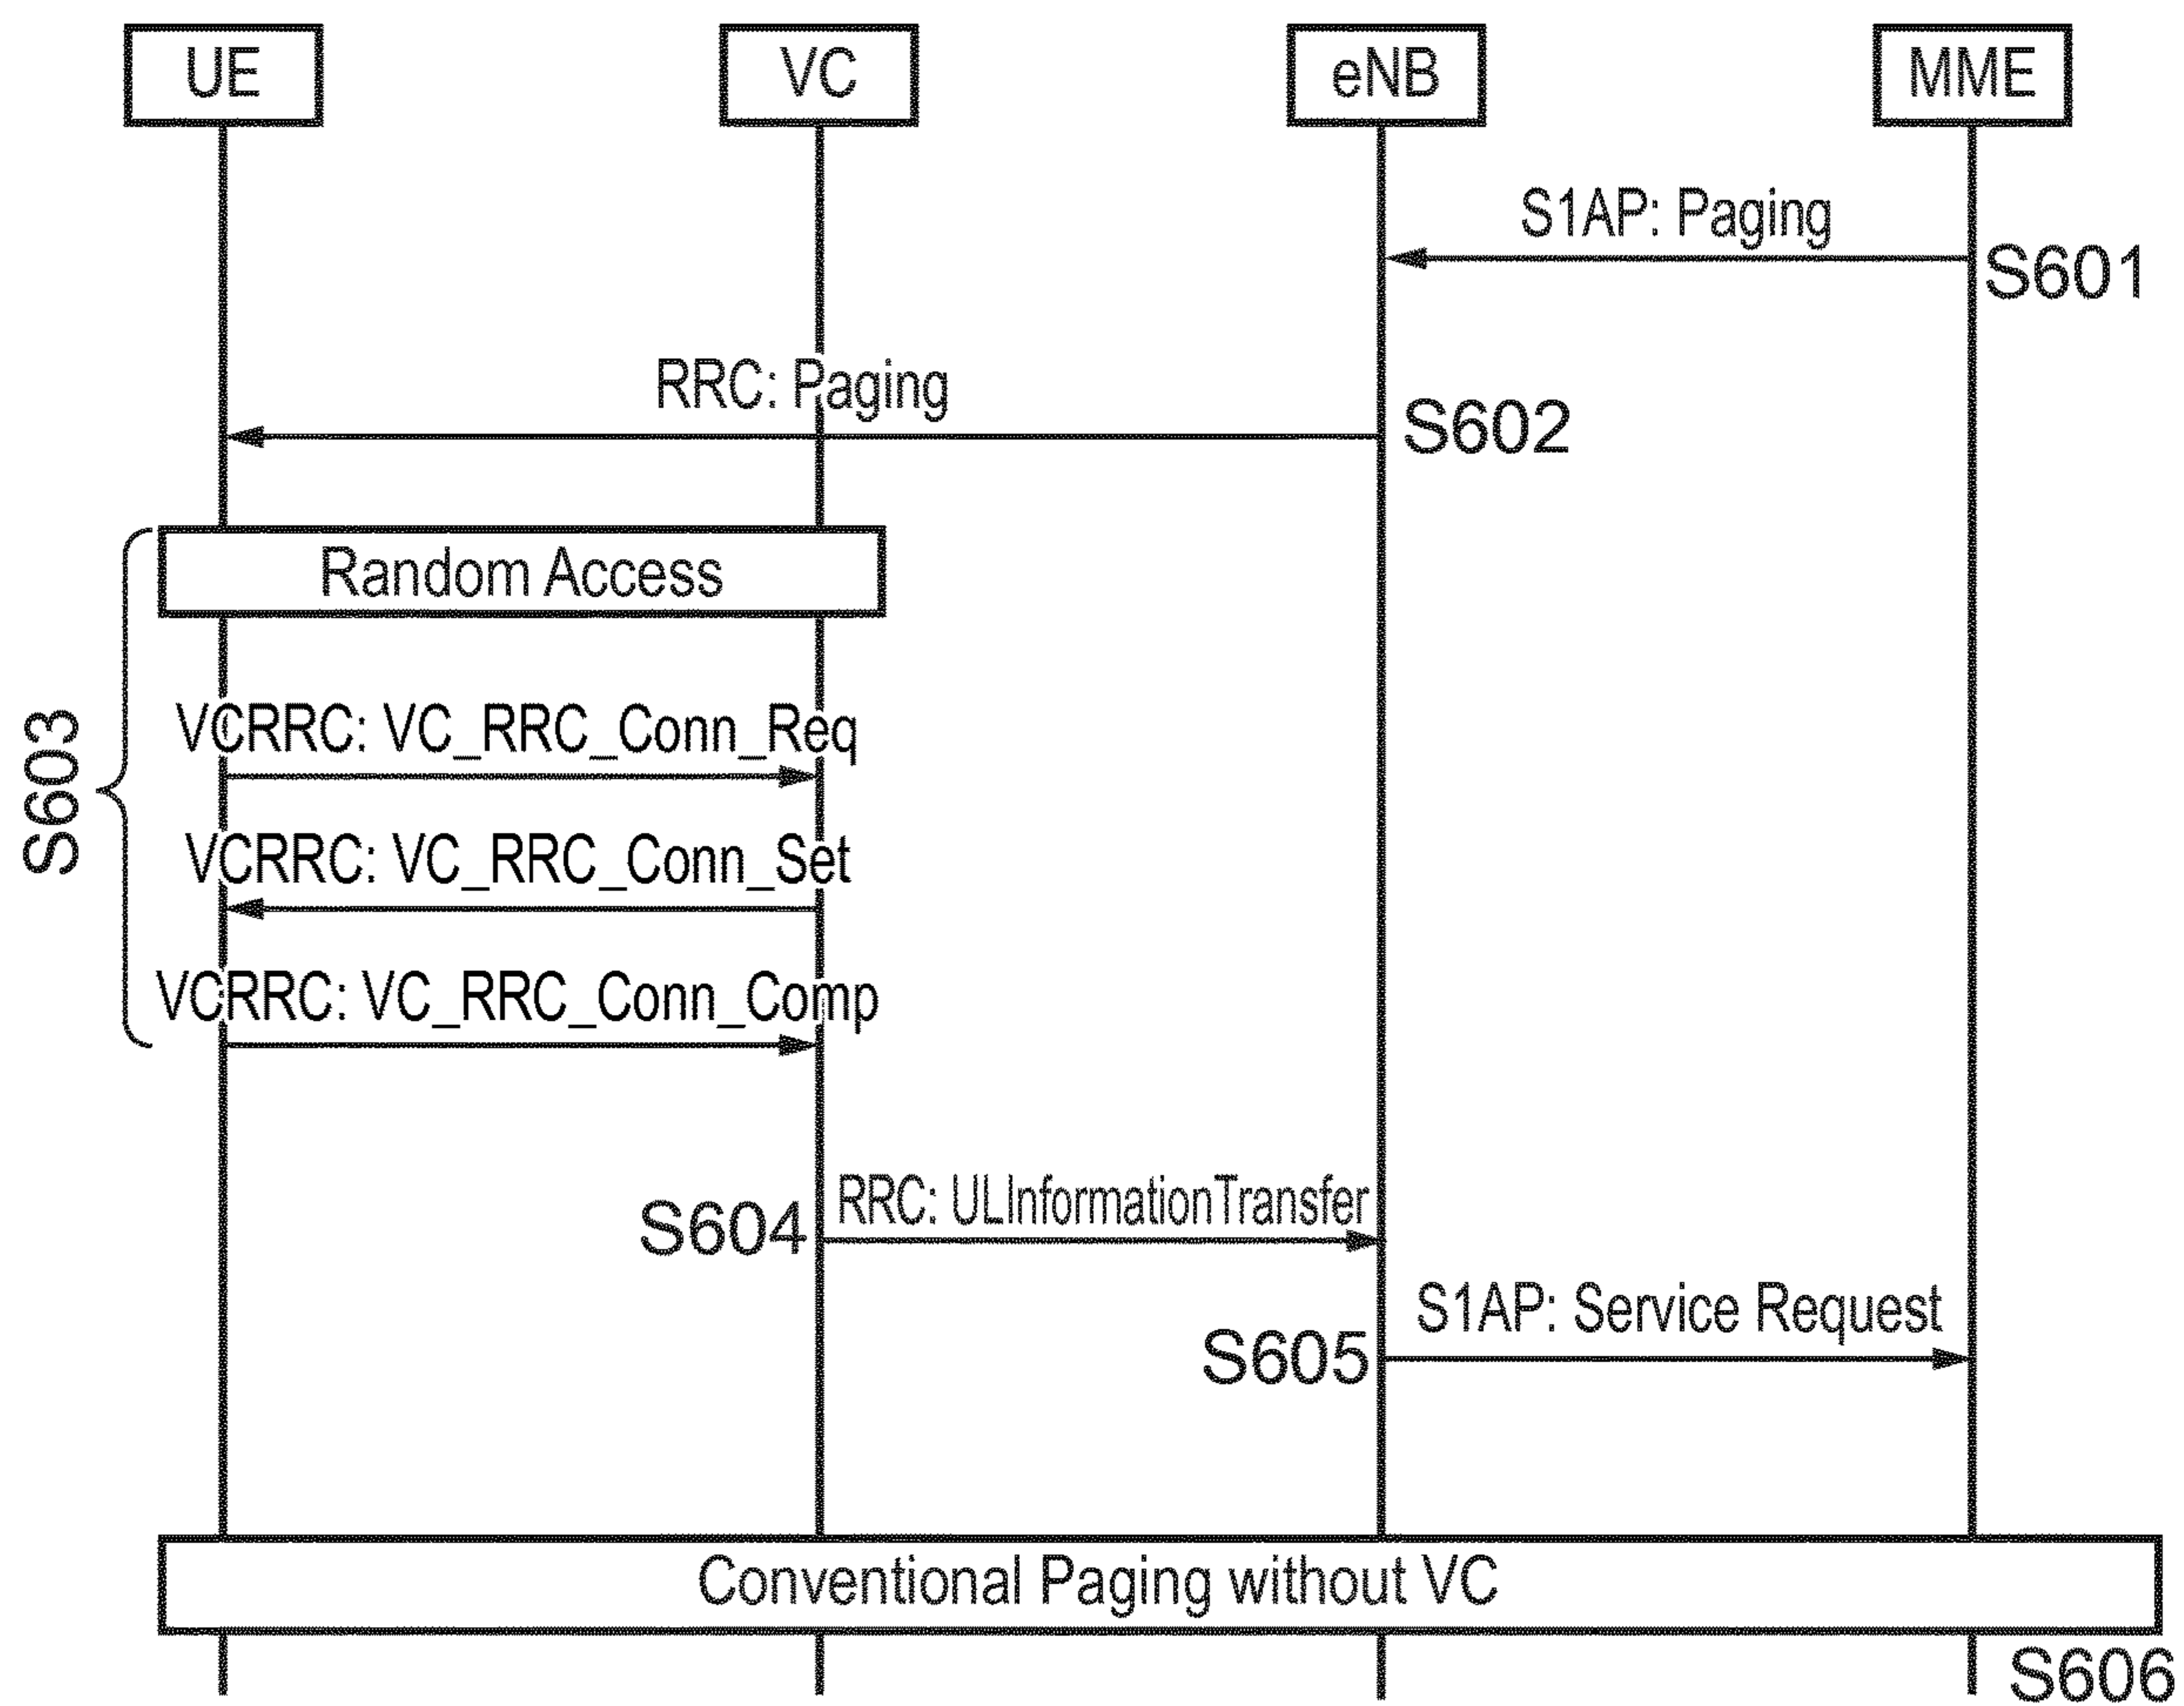 UE
VC
eNB
MME
S1AP: Paging
S601
RRC: Paging
S602
Random Access
S603
VCRRC: VC_RRC_Conn_Req
VCRRC: VC_RRC_Conn_Set
VCRRC: VC_RRC_Conn_Comp
S604
RRC: ULInformationTransfer
S605
S1AP: Service Request
Conventional Paging without VC
S606